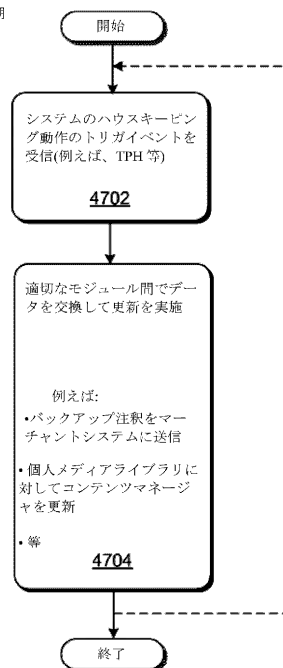 期
開始
システムのハウスキーピ
ング動作のトリガイベントを
受信(例えば、TPH 等)
4702
適切なモジュール間でデー
タを交換して更新を実施
例えば:
•バックアップ注釈をマー
チャントシステムに送信
•個人メディアライブラリに
対してコンテンツマネージ
ャを更新
•等
4704
終了